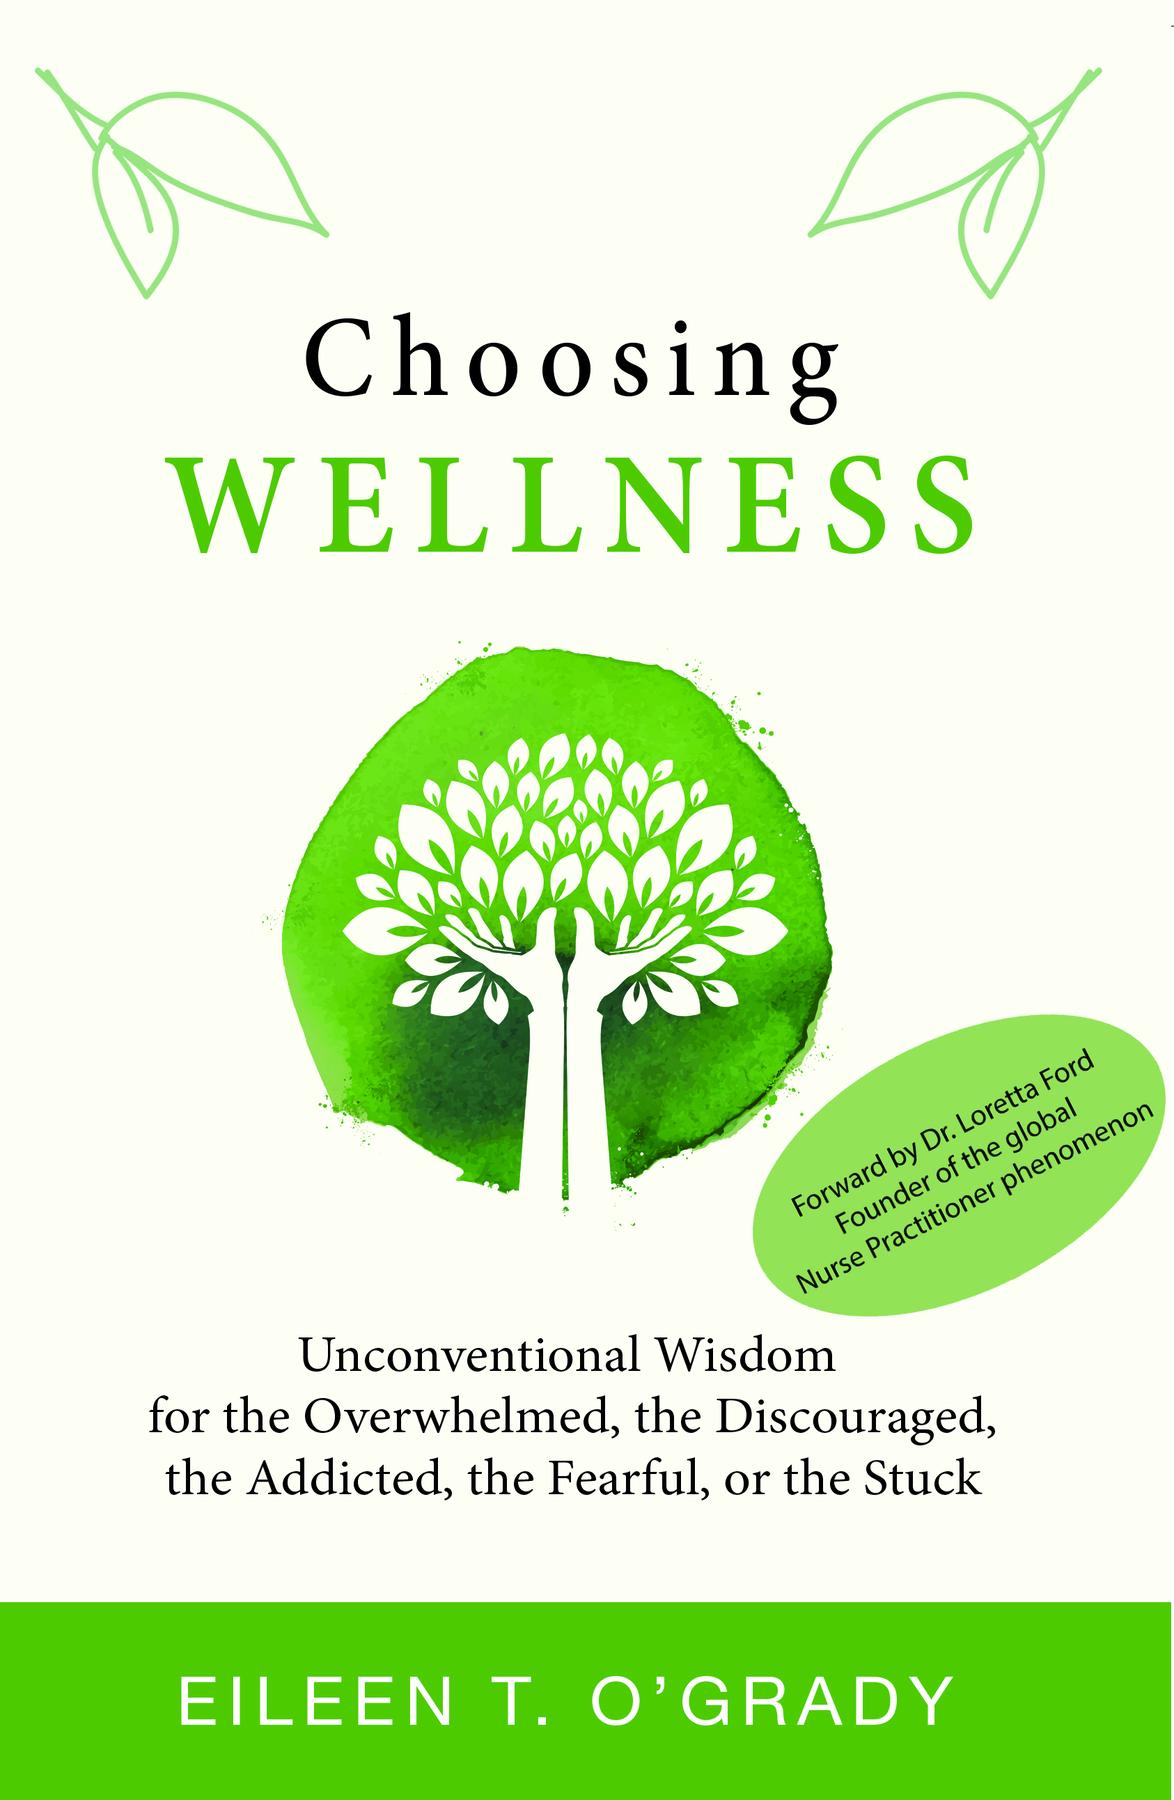 Choosing
WELLNESS
Forward by Dr. Loretta Ford
Founder of the global
Nurse Practitioner phenomenon
Unconventional Wisdom
for the Overwhelmed, the Discouraged,
the Addicted, the Fearful, or the Stuck
EILEEN T. O’GRADY